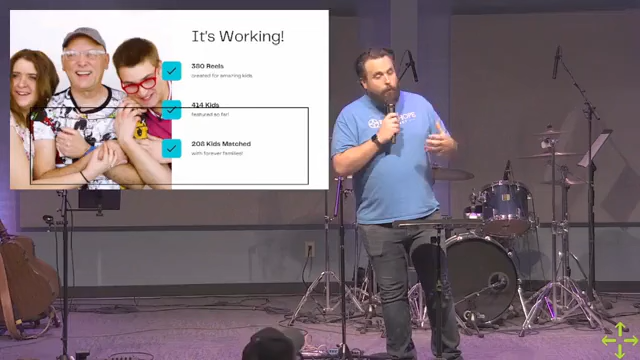 It's Working!
380 Reels
created for amazing kids
414 Kids
featured so far!
208 Kids Matched
with forever families!